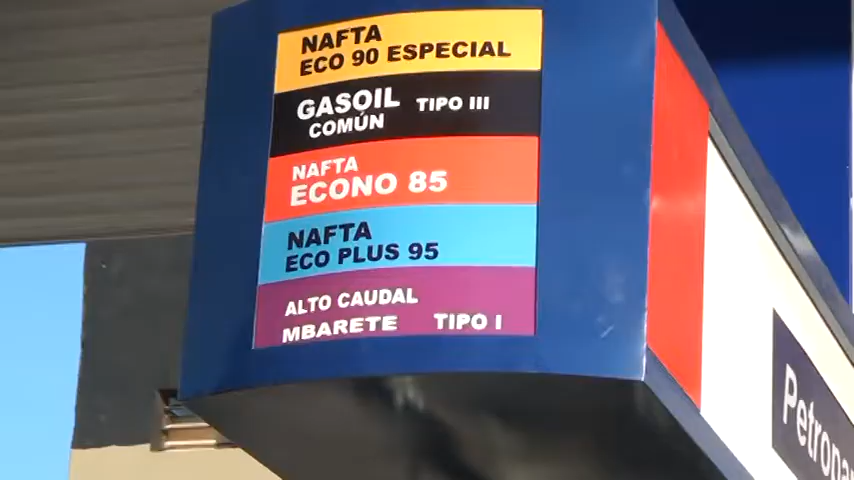 NAFTA
ECO 90 ESPECIAL
GASOIL TIPO III
COMÚN
NAFTA
ECONO 85
NAFTA
ECO PLUS 95
ALTO CAUDAL
MBARETE TIPO I
Petropar